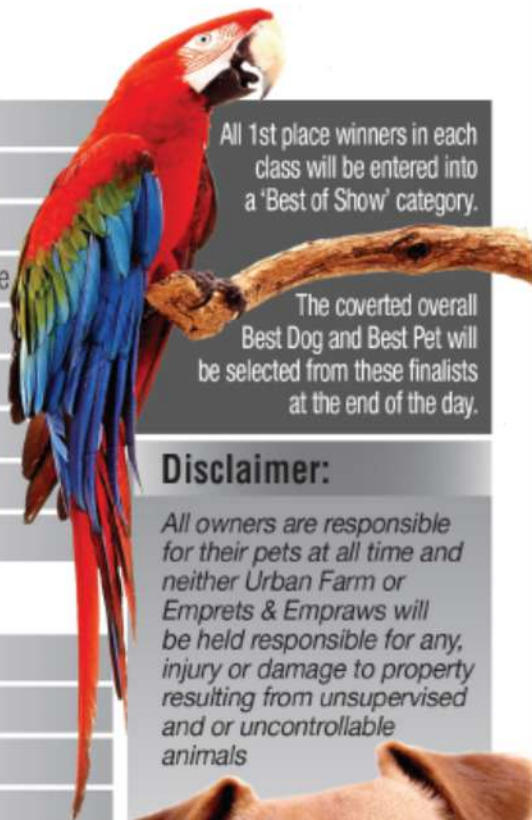 All 1st place winners in each
class will be entered into
a ‘Best of Show’ category.
e
The coverted overall
Best Dog and Best Pet will
be selected from these finalists
at the end of the day.
Disclaimer:
All owners are responsible
for their pets at all time and
neither Urban Farm or
Emprets & Empraws will
be held responsible for any,
injury or damage to property
resulting from unsupervised
and or uncontrollable
animals